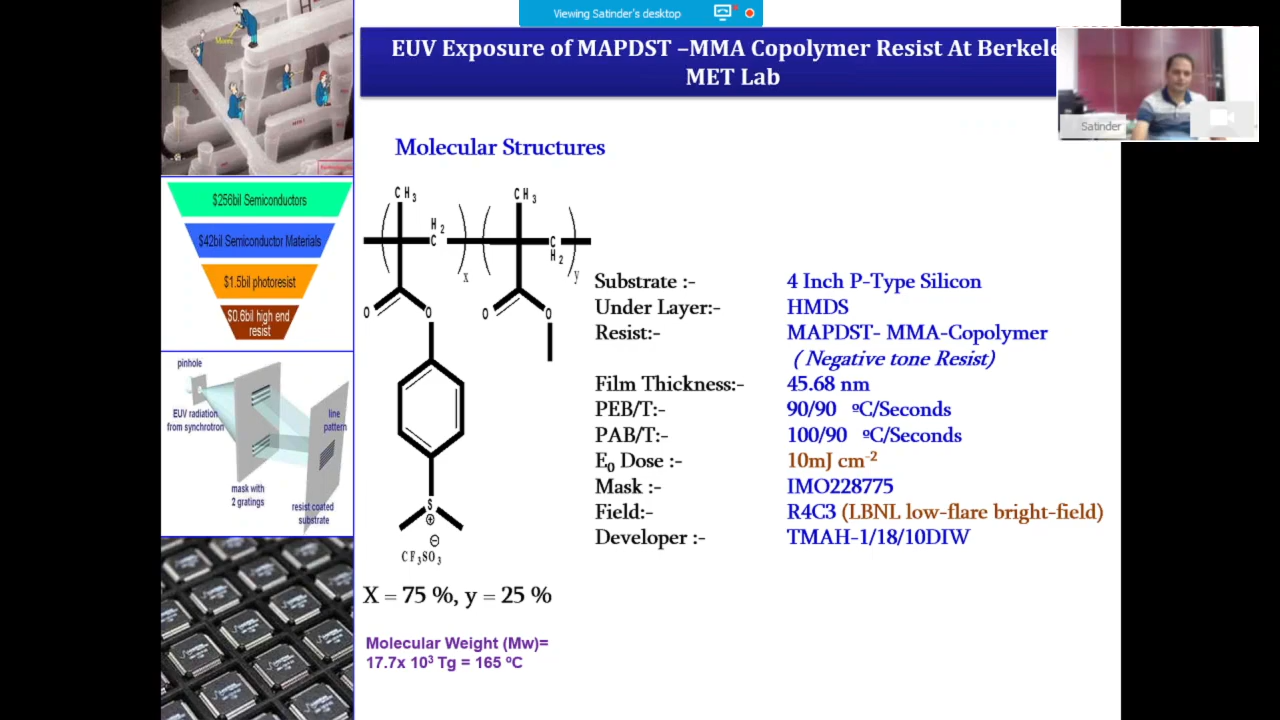 Viewing Satinder's desktop
EUV Exposure of MAPDST –MMA Copolymer Resist At Berkele
MET Lab
Satinder
Molecular Structures
$256bil Semiconductors
$42bil Semiconductor Materials
$1.5bil photoresist
$0.6bil high end
resist
pinhole
EUV radiation
from synchrotron
line
pattern
mask with
2 gratings
resist coated
substrate
CH3
CH3
H2
C
C
H2
x
y
O
O
O
O
S
⊕
⊖
CF3SO3
Substrate :- 4 Inch P-Type Silicon
Under Layer:- HMDS
Resist:- MAPDST- MMA-Copolymer
( Negative tone Resist)
Film Thickness:- 45.68 nm
PEB/T:- 90/90 ºC/Seconds
PAB/T:- 100/90 ºC/Seconds
E0 Dose :- 10mJ cm-2
Mask :- IMO228775
Field:- R4C3 (LBNL low-flare bright-field)
Developer :- TMAH-1/18/10DIW
X = 75 %, y = 25 %
Molecular Weight (Mw)=
17.7x 10³ Tg = 165 ºC